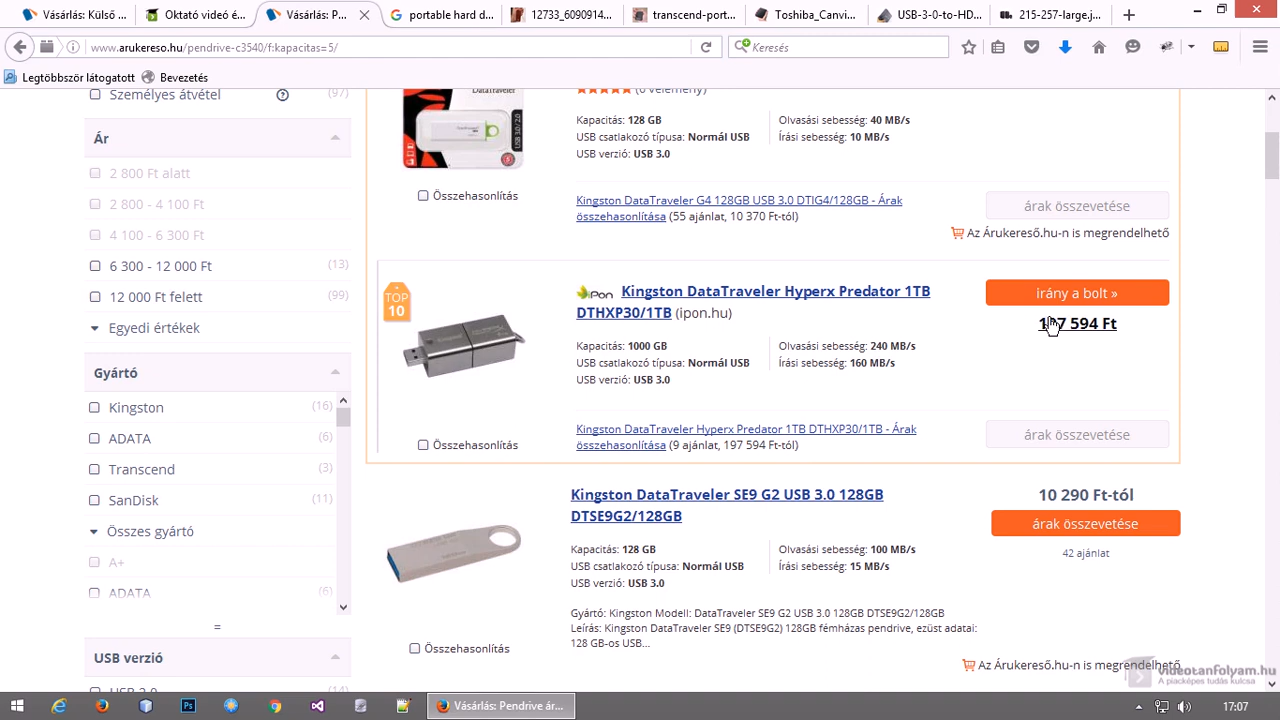 Vásárlás: Külső ...
Oktató videó é...
Vásárlás: P...
portable hard d...
12733_6090914...
transcend-port...
Toshiba_Canvi...
USB-3-0-to-HD...
215-257-large.j...
www.arukereso.hu/pendrive-c3540/f:kapacitas=5/
Keresés
Legtöbbször látogatott
Bevezetés
Személyes átvétel
(97)
Ár
2 800 Ft alatt
2 800 - 4 100 Ft
4 100 - 6 300 Ft
6 300 - 12 000 Ft
(13)
12 000 Ft felett
(99)
Egyedi értékek
Gyártó
Kingston
(16)
ADATA
(6)
Transcend
(3)
SanDisk
(11)
Összes gyártó
A+
ADATA
(6)
USB verzió
USB 2.0
(14)
DataTraveler
(6 vélemény)
Kapacitás: 128 GB
USB csatlakozó típusa: Normál USB
USB verzió: USB 3.0
Olvasási sebesség: 40 MB/s
Írási sebesség: 10 MB/s
Összehasonlítás
Kingston DataTraveler G4 128GB USB 3.0 DTIG4/128GB - Árak
összehasonlítása (55 ajánlat, 10 370 Ft-tól)
árak összevetése
Az Árukereső.hu-n is megrendelhető
TOP
10
iPon
Kingston DataTraveler Hyperx Predator 1TB
DTHXP30/1TB (ipon.hu)
irány a bolt »
197 594 Ft
Kapacitás: 1000 GB
USB csatlakozó típusa: Normál USB
USB verzió: USB 3.0
Olvasási sebesség: 240 MB/s
Írási sebesség: 160 MB/s
Összehasonlítás
Kingston DataTraveler Hyperx Predator 1TB DTHXP30/1TB - Árak
összehasonlítása (9 ajánlat, 197 594 Ft-tól)
árak összevetése
Kingston DataTraveler SE9 G2 USB 3.0 128GB
DTSE9G2/128GB
10 290 Ft-tól
árak összevetése
42 ajánlat
Kapacitás: 128 GB
USB csatlakozó típusa: Normál USB
USB verzió: USB 3.0
Olvasási sebesség: 100 MB/s
Írási sebesség: 15 MB/s
Gyártó: Kingston Modell: DataTraveler SE9 G2 USB 3.0 128GB DTSE9G2/128GB
Leírás: Kingston DataTraveler SE9 (DTSE9G2) 128GB fémházas pendrive, ezüst adatai:
128 GB-os USB...
Összehasonlítás
Az Árukereső.hu-n is megrendelhető
videotanfolyam.hu
A piacképes tudás kulcsa
Vásárlás: Pendrive ár...
17:07